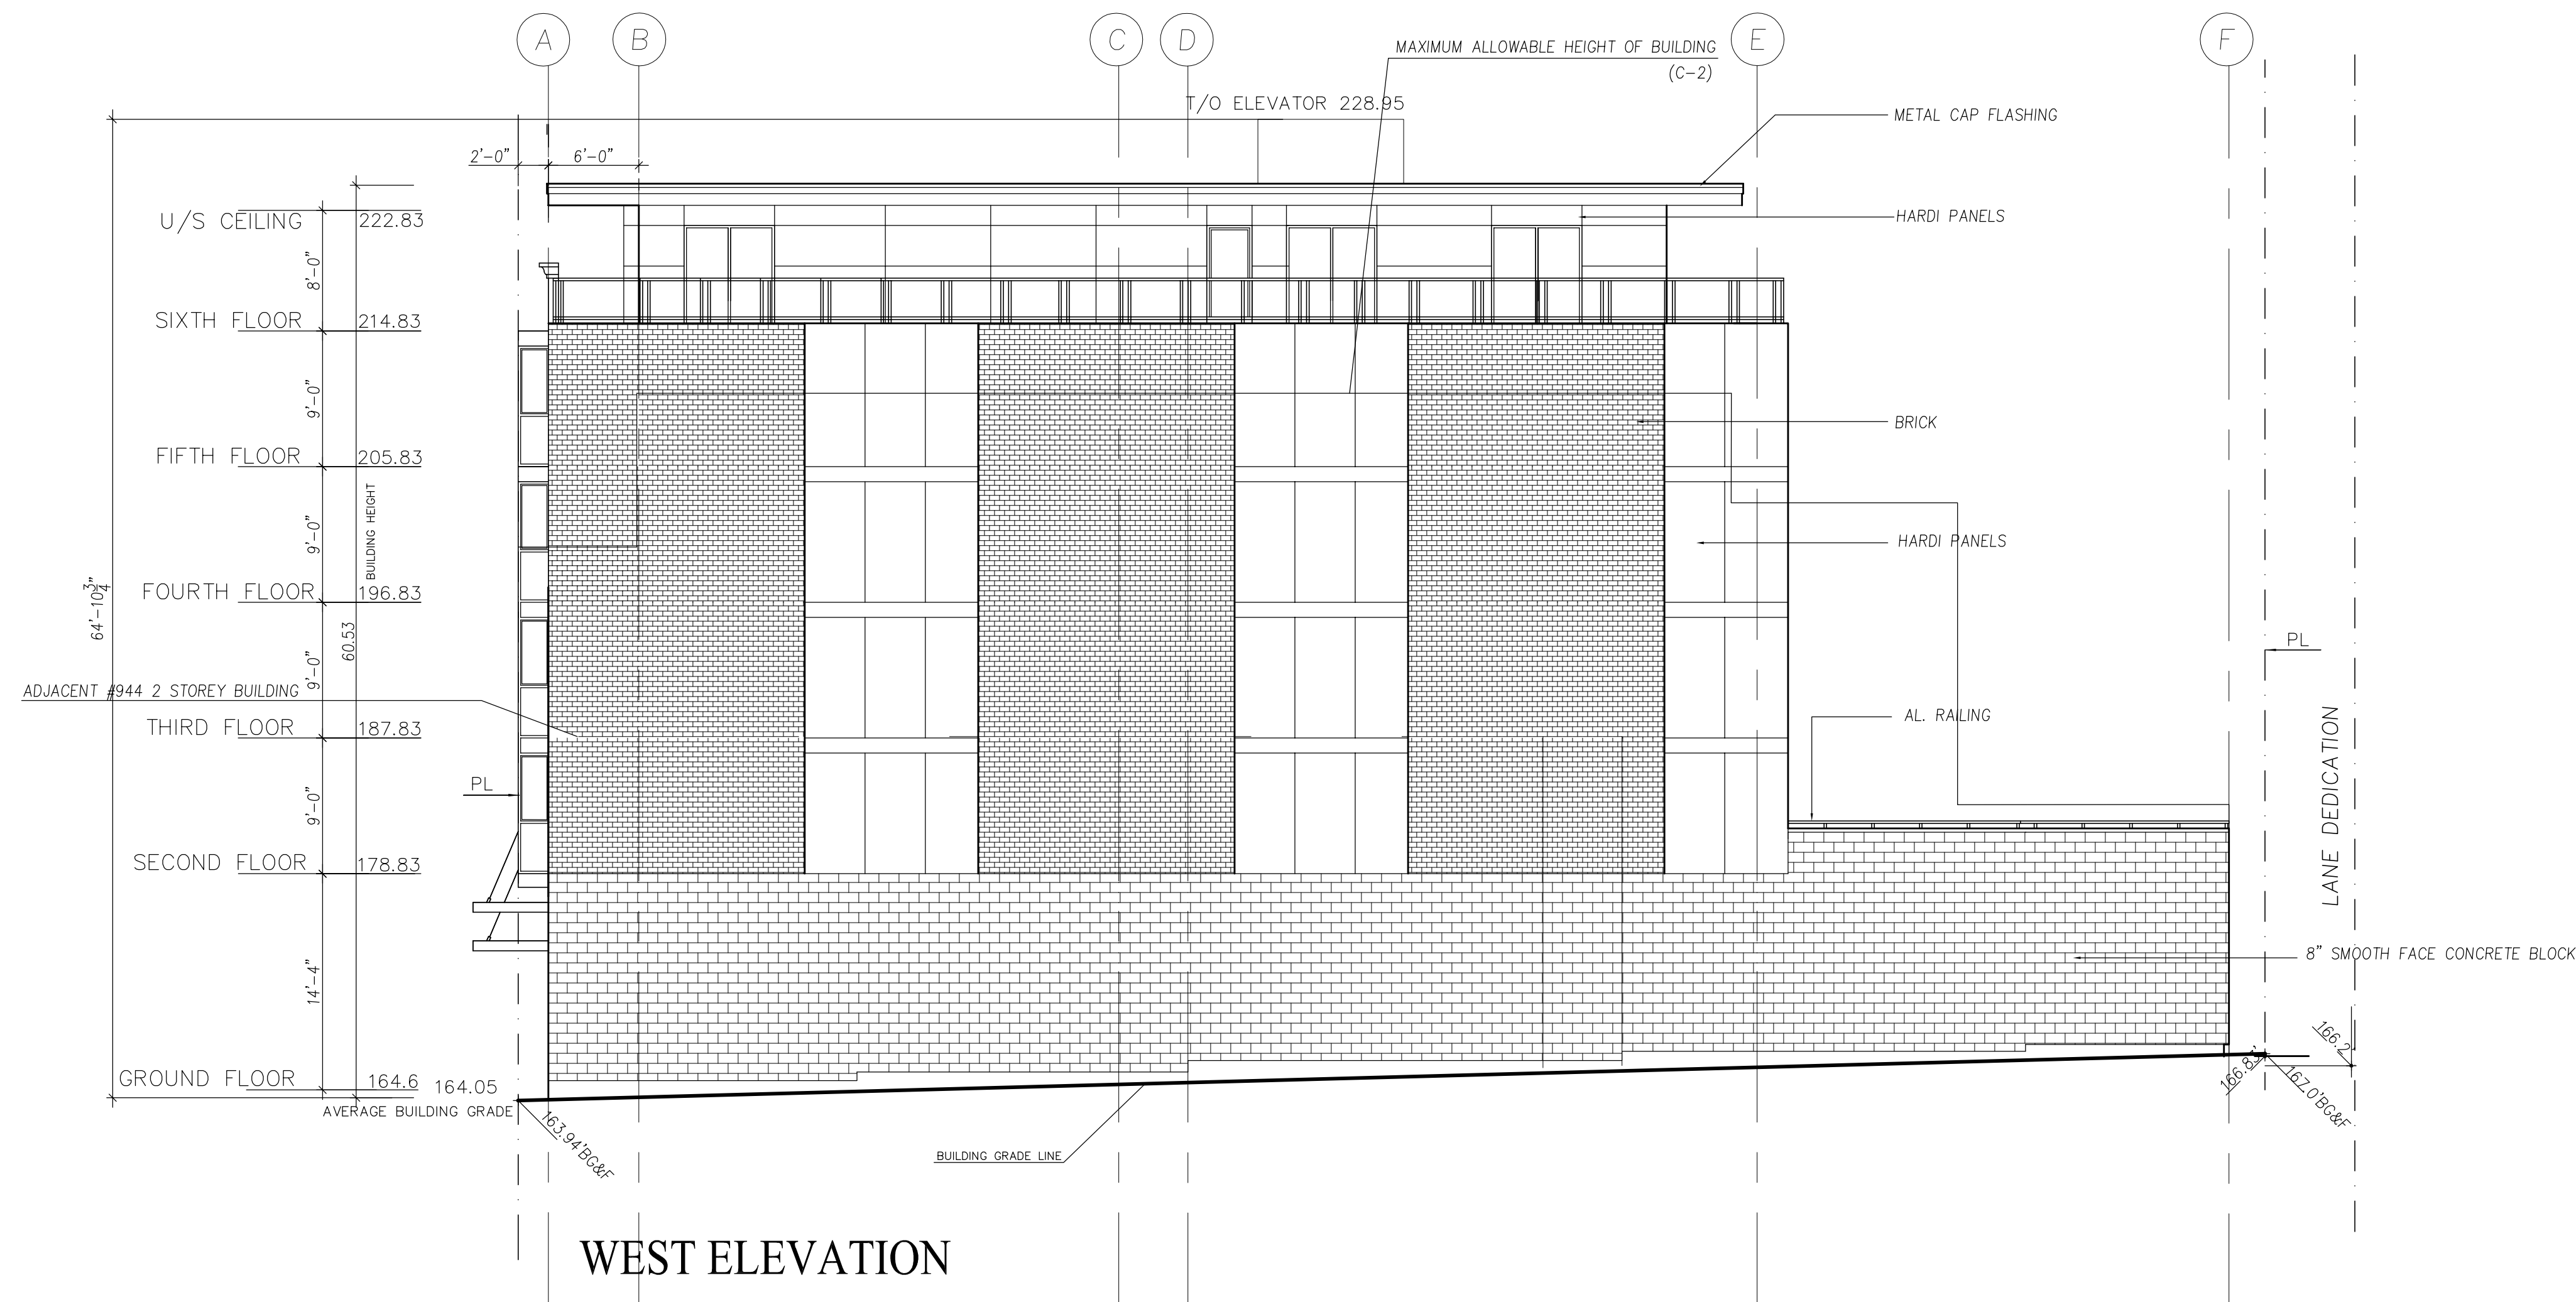 A
B
C
D
E
F
MAXIMUM ALLOWABLE HEIGHT OF BUILDING
(C-2)
T/O ELEVATOR 228.95
METAL CAP FLASHING
2'-0"
6'-0"
U/S CEILING
222.83
HARDI PANELS
8'-0"
SIXTH FLOOR
214.83
9'-0"
BRICK
FIFTH FLOOR
205.83
BUILDING HEIGHT
9'-0"
HARDI PANELS
FOURTH FLOOR
196.83
64'-10 3/4"
60.53
PL
9'-0"
ADJACENT #944 2 STOREY BUILDING
AL. RAILING
THIRD FLOOR
187.83
LANE DEDICATION
PL
9'-0"
SECOND FLOOR
178.83
8" SMOOTH FACE CONCRETE BLOCK
14'-4"
166.2
GROUND FLOOR
164.6
164.05
166.85'
167.0'BG&F
AVERAGE BUILDING GRADE
163.94'BG&F
BUILDING GRADE LINE
WEST ELEVATION